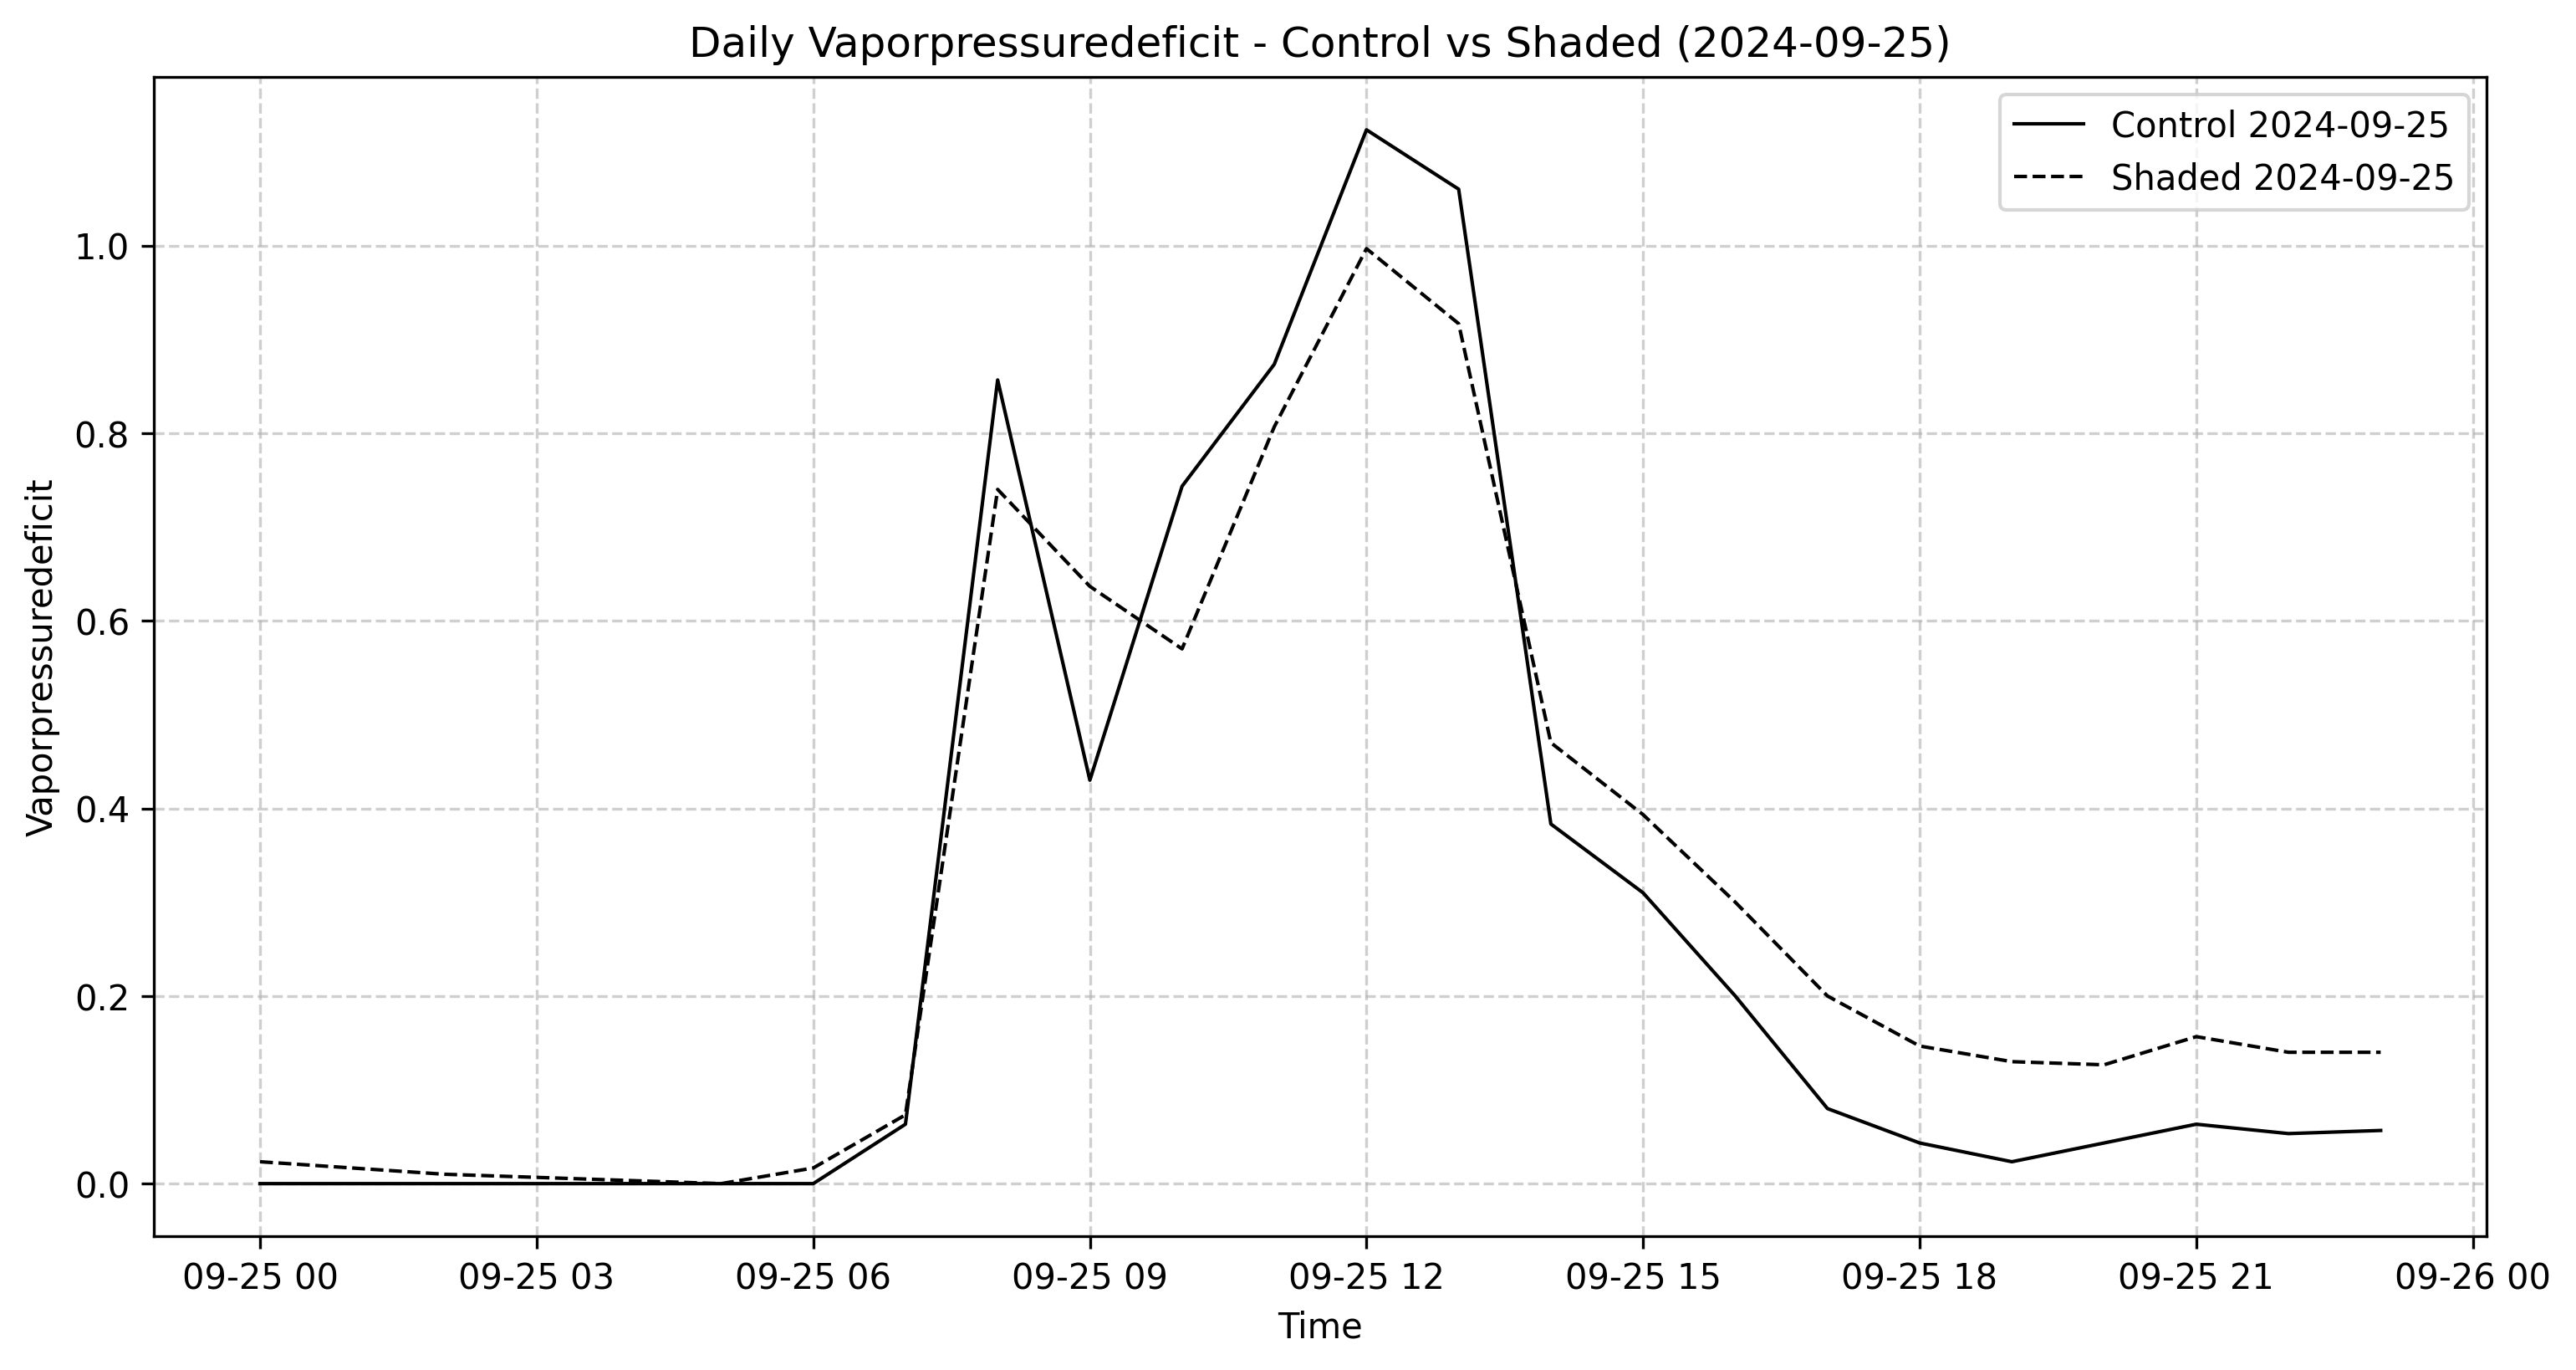 Daily Vaporpressuredeficit - Control vs Shaded (2024-09-25)
Control 2024-09-25
Shaded 2024-09-25
Vaporpressuredeficit
1.0
0.8
0.6
0.4
0.2
0.0
09-25 00 09-25 03 09-25 06 09-25 09 09-25 12 09-25 15 09-25 18 09-25 21 09-26 00
Time